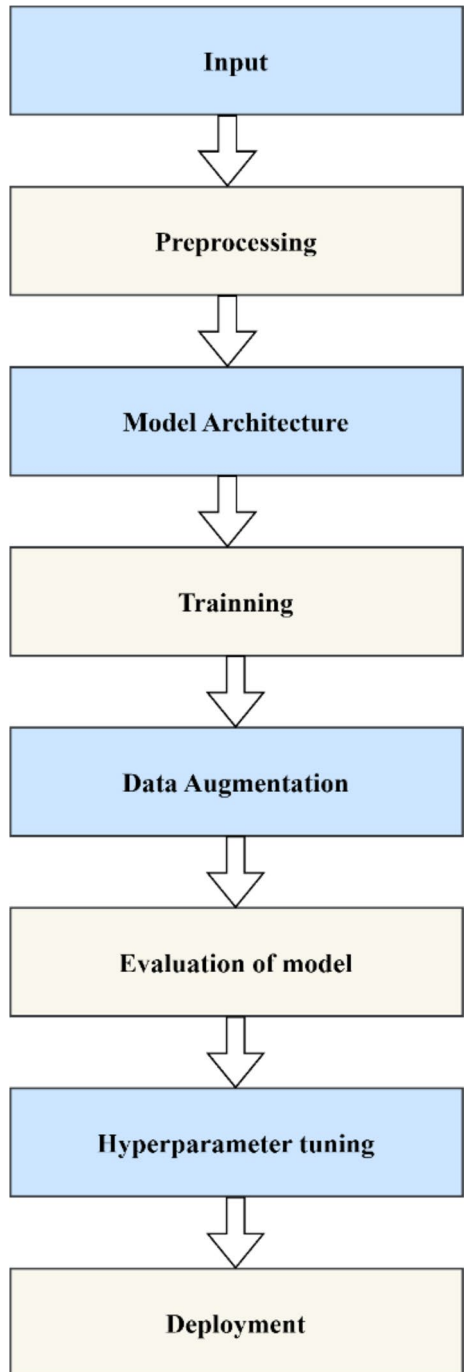 Input
Preprocessing
Model Architecture
Trainning
Data Augmentation
Evaluation of model
Hyperparameter tuning
Deployment